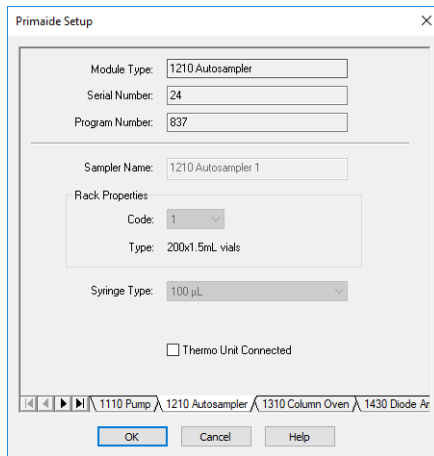 Primaide Setup
Module Type: 1210 Autosampler
Serial Number: 24
Program Number: 837
Sampler Name: 1210 Autosampler 1
Rack Properties
Code: 1
Type: 200x1.5mL vials
Syringe Type: 100 µL
Thermo Unit Connected
1110 Pump 1210 Autosampler 1310 Column Oven 1430 Diode Ar
OK Cancel Help